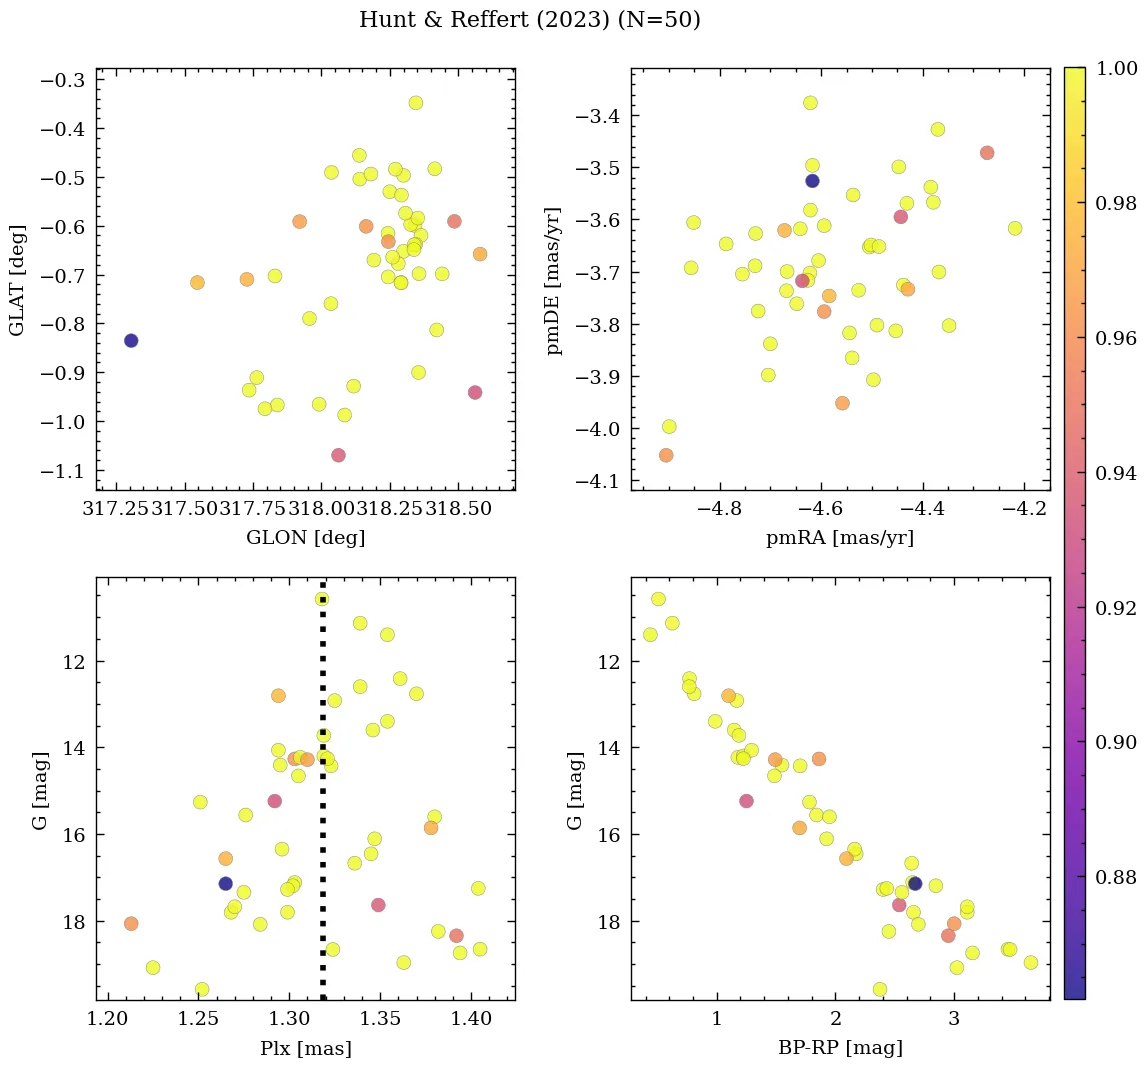 Hunt & Reffert (2023) (N=50)
−0.3
−0.4
−0.5
−0.6
−0.7
−0.8
−0.9
−1.0
−1.1
GLAT [deg]
317.25 317.50 317.75 318.00 318.25 318.50
GLON [deg]
−3.4
−3.5
−3.6
−3.7
−3.8
−3.9
−4.0
−4.1
pmDE [mas/yr]
−4.8 −4.6 −4.4 −4.2
pmRA [mas/yr]
12
14
16
18
G [mag]
1.20 1.25 1.30 1.35 1.40
Plx [mas]
12
14
16
18
G [mag]
1 2 3
BP-RP [mag]
1.00
0.98
0.96
0.94
0.92
0.90
0.88